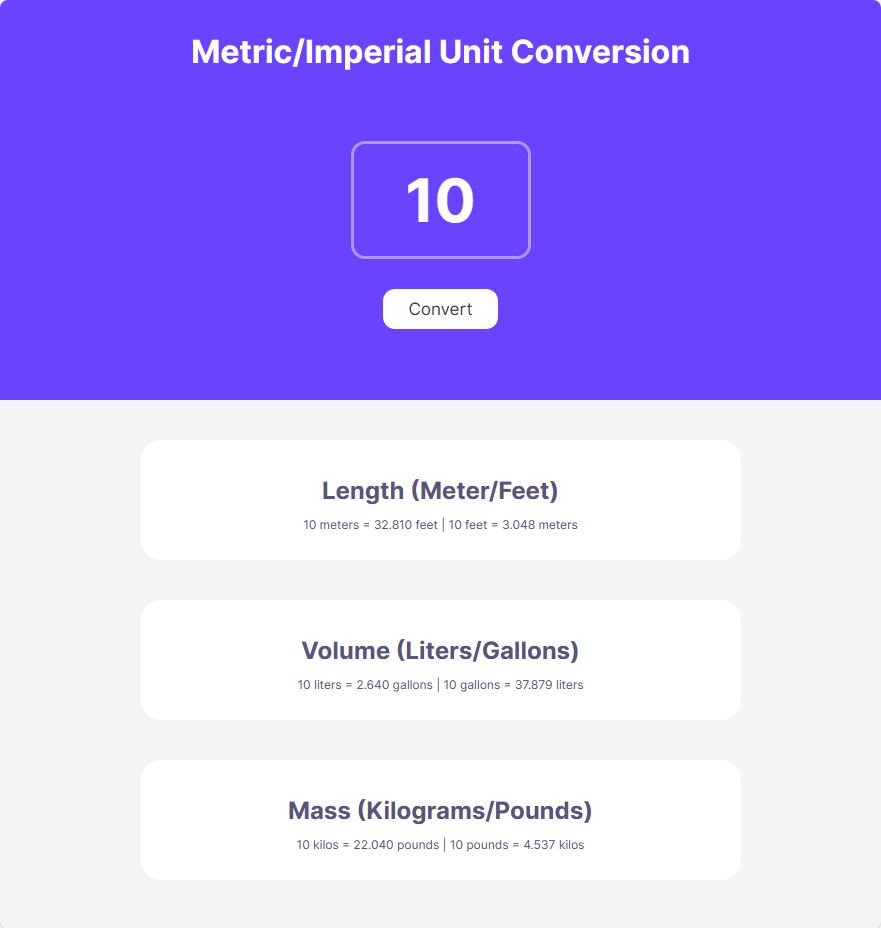 Metric/Imperial Unit Conversion
10
Convert
Length (Meter/Feet)
10 meters = 32.810 feet | 10 feet = 3.048 meters
Volume (Liters/Gallons)
10 liters = 2.640 gallons | 10 gallons = 37.879 liters
Mass (Kilograms/Pounds)
10 kilos = 22.040 pounds | 10 pounds = 4.537 kilos